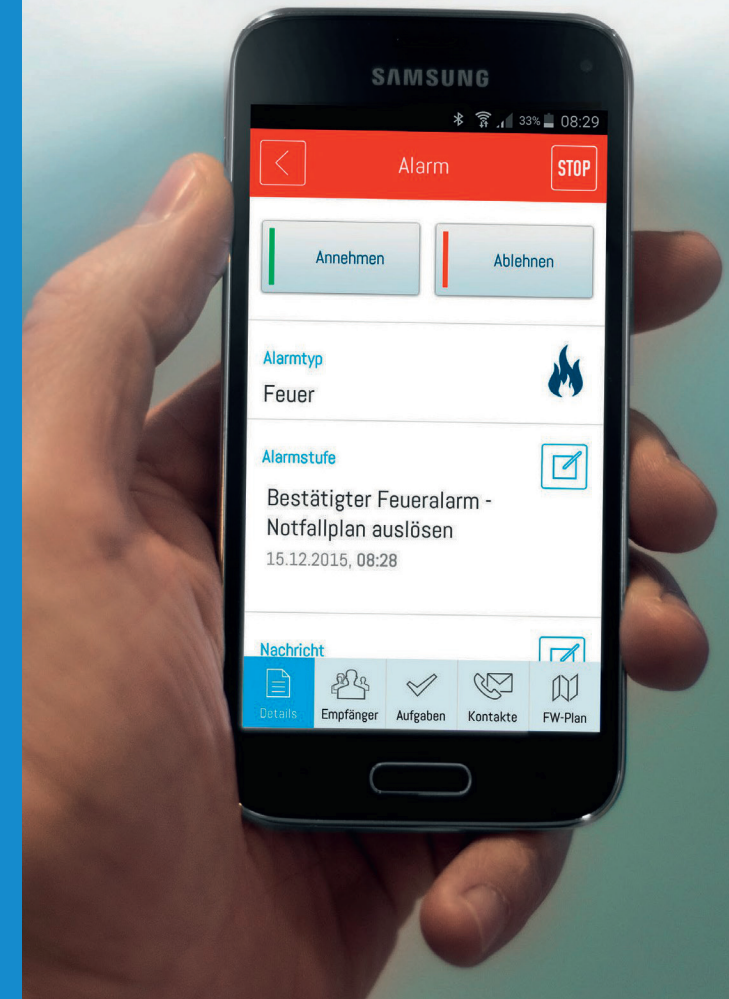 SAMSUNG
33% 08:29
Alarm
STOP
Annehmen
Ablehnen
Alarmtyp
Feuer
Alarmstufe
Bestätigter Feueralarm -
Notfallplan auslösen
15.12.2015, 08:28
Nachricht
Details Empfänger Aufgaben Kontakte FW-Plan